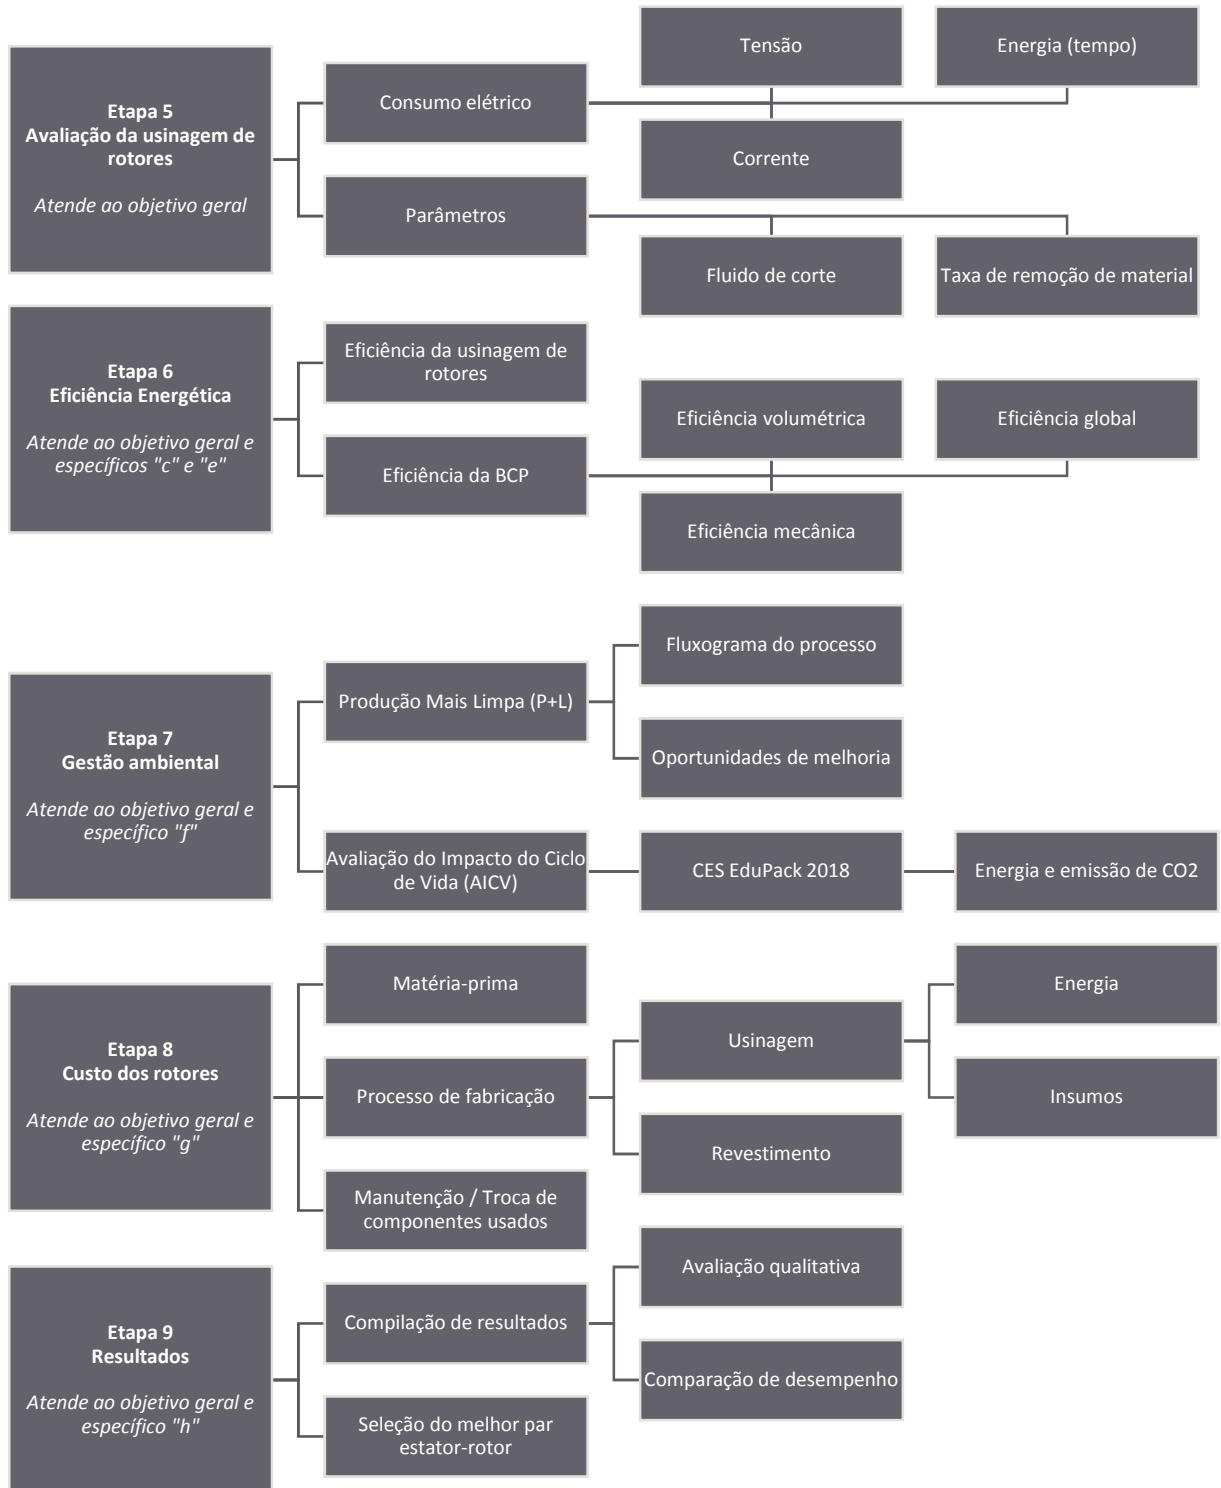 Etapa 5
Avaliação da usinagem de
rotores
Atende ao objetivo geral
Consumo elétrico
Tensão
Energia (tempo)
Corrente
Parâmetros
Fluido de corte
Taxa de remoção de material
Etapa 6
Eficiência Energética
Atende ao objetivo geral e
específicos "c" e "e"
Eficiência da usinagem de
rotores
Eficiência da BCP
Eficiência volumétrica
Eficiência global
Eficiência mecânica
Etapa 7
Gestão ambiental
Atende ao objetivo geral e
específico "f"
Produção Mais Limpa (P+L)
Fluxograma do processo
Oportunidades de melhoria
Avaliação do Impacto do Ciclo
de Vida (AICV)
CES EduPack 2018
Energia e emissão de CO2
Etapa 8
Custo dos rotores
Atende ao objetivo geral e
específico "g"
Matéria-prima
Processo de fabricação
Usinagem
Energia
Insumos
Revestimento
Manutenção / Troca de
componentes usados
Etapa 9
Resultados
Atende ao objetivo geral e
específico "h"
Compilação de resultados
Avaliação qualitativa
Comparação de desempenho
Seleção do melhor par
estator-rotor